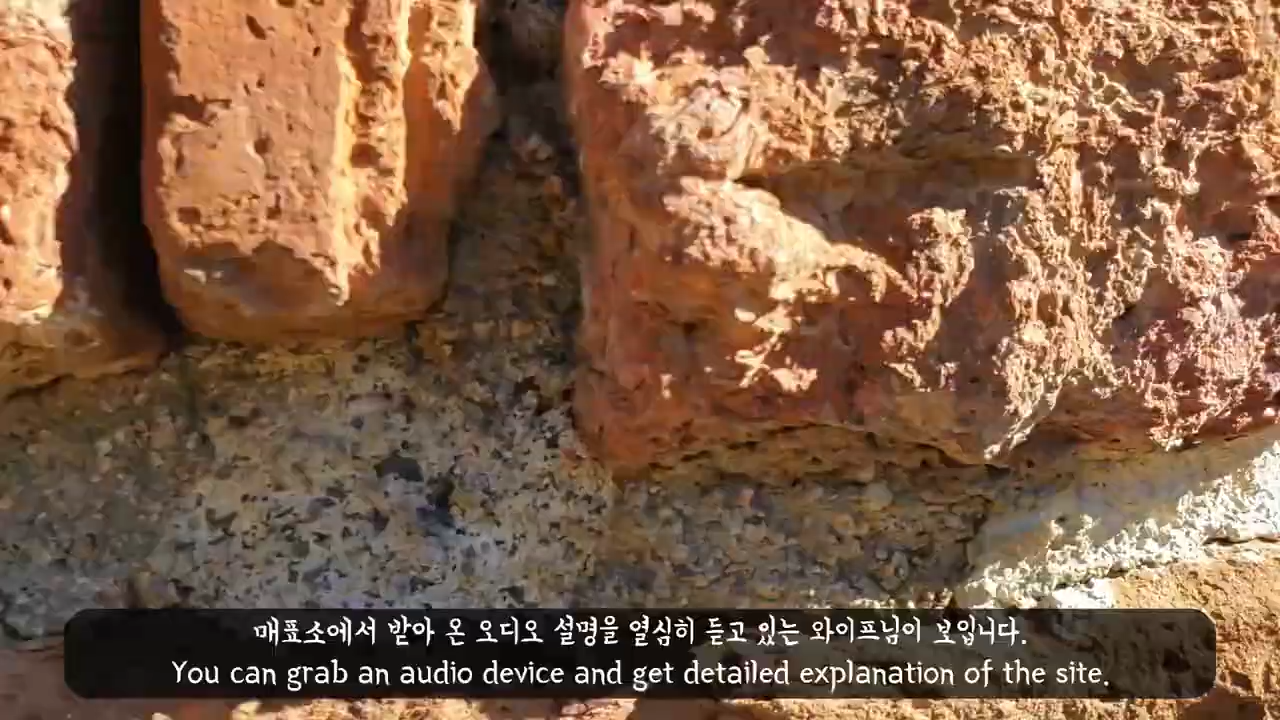 매표소에서 받아 온 오디오 설명을 열심히 듣고 있는 와이프님이 보입니다.
You can grab an audio device and get detailed explanation of the site.